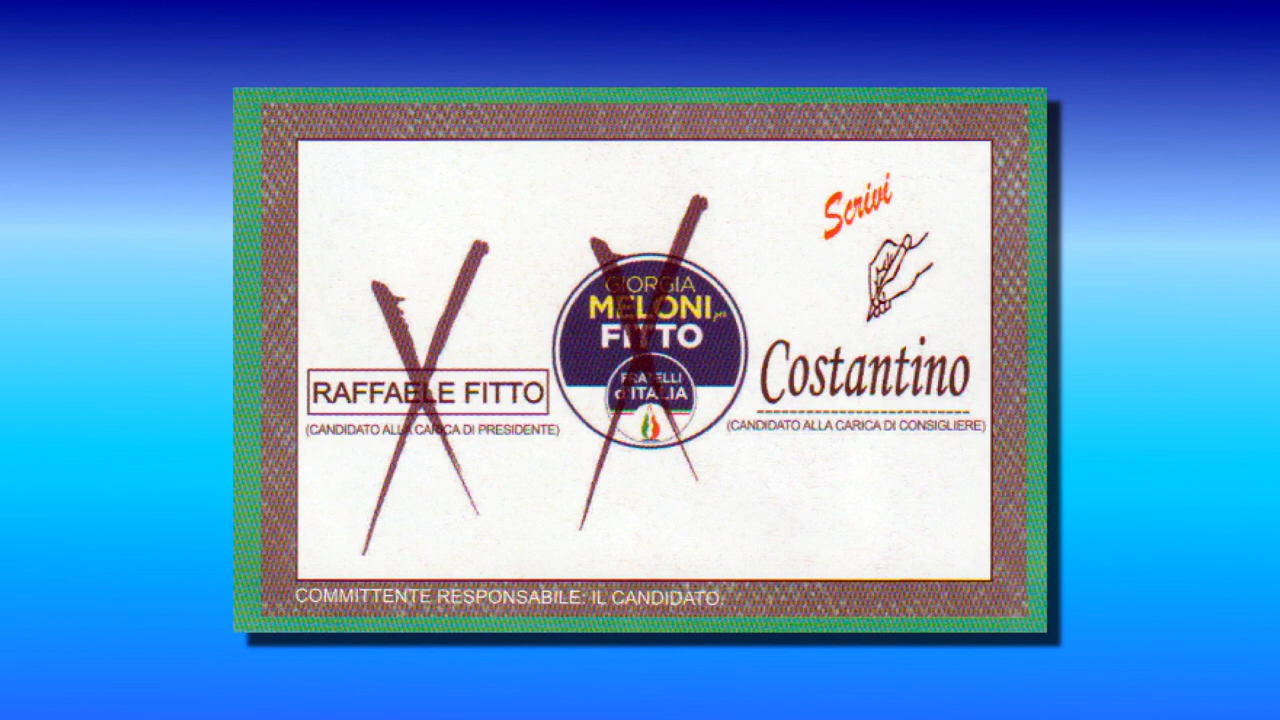 Scrivi
GIORGIA
MELONI per
FITTO
FRATELLI
d'ITALIA
RAFFAELE FITTO
(CANDIDATO ALLA CARICA DI PRESIDENTE)
Costantino
(CANDIDATO ALLA CARICA DI CONSIGLIERE)
COMMITTENTE RESPONSABILE: IL CANDIDATO.